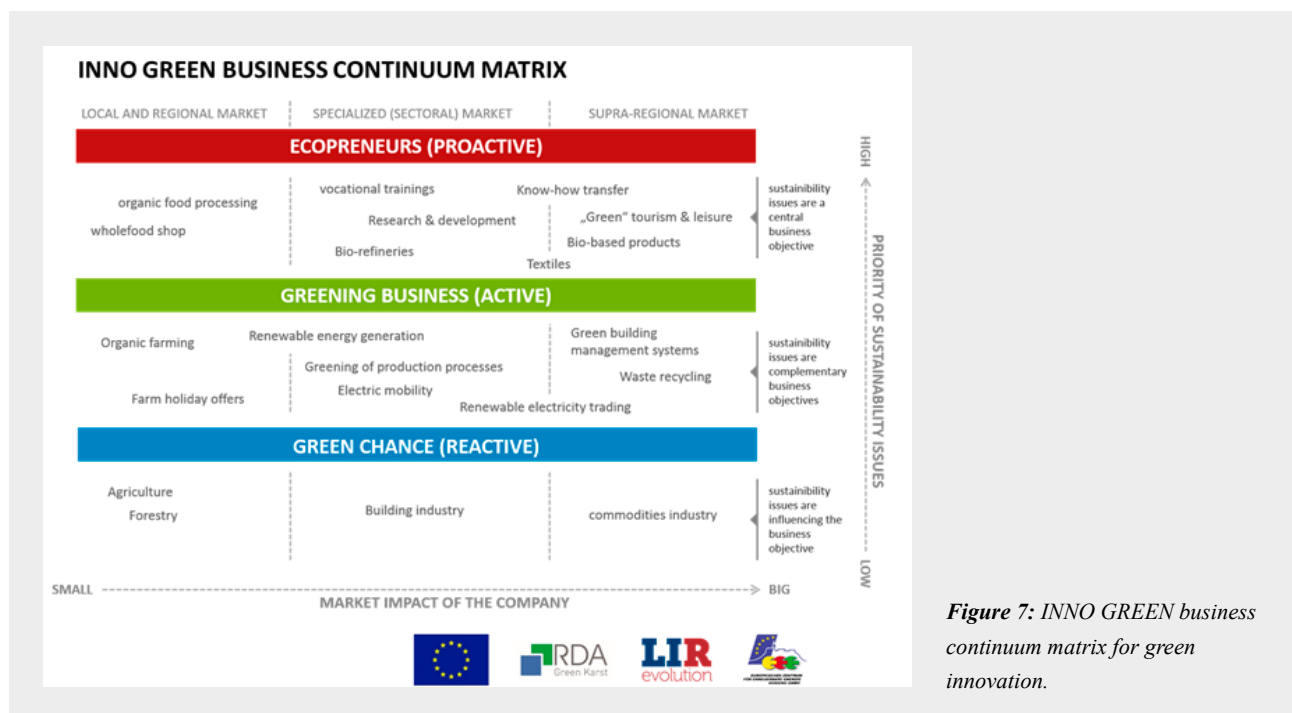 INNO GREEN BUSINESS CONTINUUM MATRIX
LOCAL AND REGIONAL MARKET
SPECIALIZED (SECTORAL) MARKET
SUPRA-REGIONAL MARKET
ECOPRENEURS (PROACTIVE)
organic food processing
wholefood shop
vocational trainings
Research & development
Bio-refineries
Know-how transfer
„Green" tourism & leisure
Bio-based products
Textiles
sustainibility
issues are a
central
business
objective
GREENING BUSINESS (ACTIVE)
Organic farming
Farm holiday offers
Renewable energy generation
Greening of production processes
Electric mobility
Renewable electricity trading
Green building
management systems
Waste recycling
sustainibility
issues are
complementary
business
objectives
GREEN CHANCE (REACTIVE)
Agriculture
Forestry
Building industry
commodities industry
sustainibility
issues are
influencing the
business
objective
HIGH
PRIORITY OF SUSTAINABILITY ISSUES
LOW
SMALL
BIG
MARKET IMPACT OF THE COMPANY
RDA
Green Karst
LIR
evolution
EUROPÄISCHES ZENTRUM
Figure 7: INNO GREEN business
continuum matrix for green
innovation.